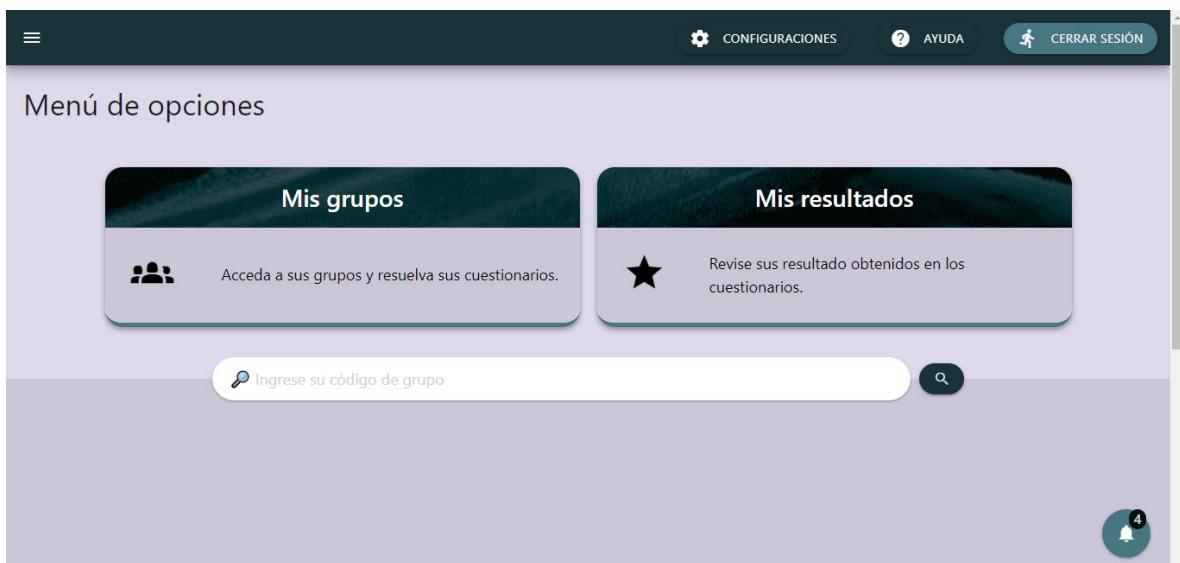 CONFIGURACIONES
AYUDA
CERRAR SESIÓN
Menú de opciones
Mis grupos
Acceda a sus grupos y resuelva sus cuestionarios.
Mis resultados
Revise sus resultado obtenidos en los
cuestionarios.
Ingrese su código de grupo
4